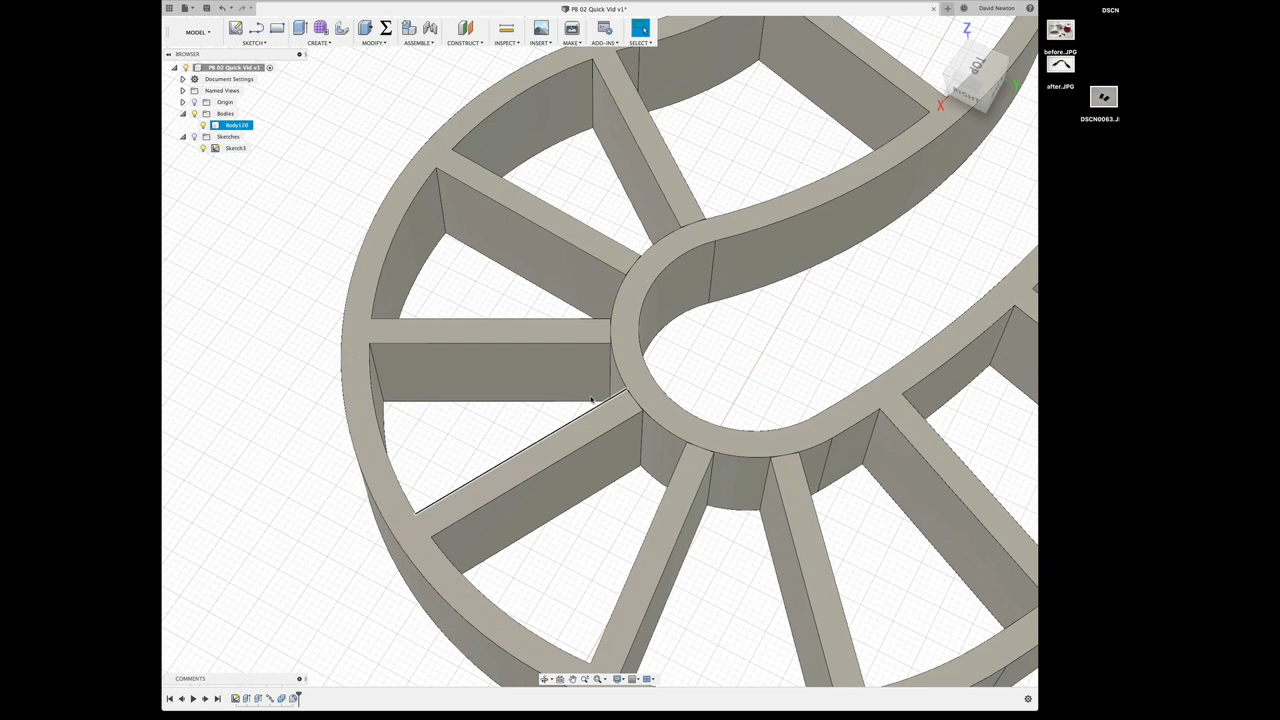 PB 02 Quick Vid v1*
David Newton
MODEL
SKETCH
CREATE
MODIFY
ASSEMBLE
CONSTRUCT
INSPECT
INSERT
MAKE
ADD-INS
SELECT
BROWSER
PB 02 Quick Vid v1
Document Settings
Named Views
Origin
Bodies
Body120
Sketches
Sketch3
Z
TOP
RIGHT
X
Y
COMMENTS
DSCN
before.JPG
after.JPG
DSCN0063.J